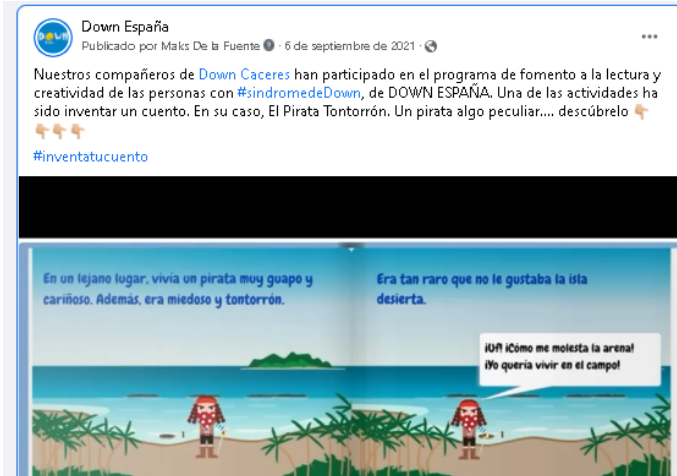 Down España
Publicado por Maks De la Fuente · 6 de septiembre de 2021 ·
Nuestros compañeros de Down Caceres han participado en el programa de fomento a la lectura y
creatividad de las personas con #sindromedeDown, de DOWN ESPAÑA. Una de las actividades ha
sido inventar un cuento. En su caso, El Pirata Tontorrón. Un pirata algo peculiar.... descúbrelo 👇🏻
👇🏻👇🏻👇🏻
#inventatucuento
En un lejano lugar, vivía un pirata muy guapo y
cariñoso. Además, era miedoso y tontorrón.
Era tan raro que no le gustaba la isla
desierta.
¡Uf! ¡Cómo me molesta la arena!
¡Yo quería vivir en el campo!